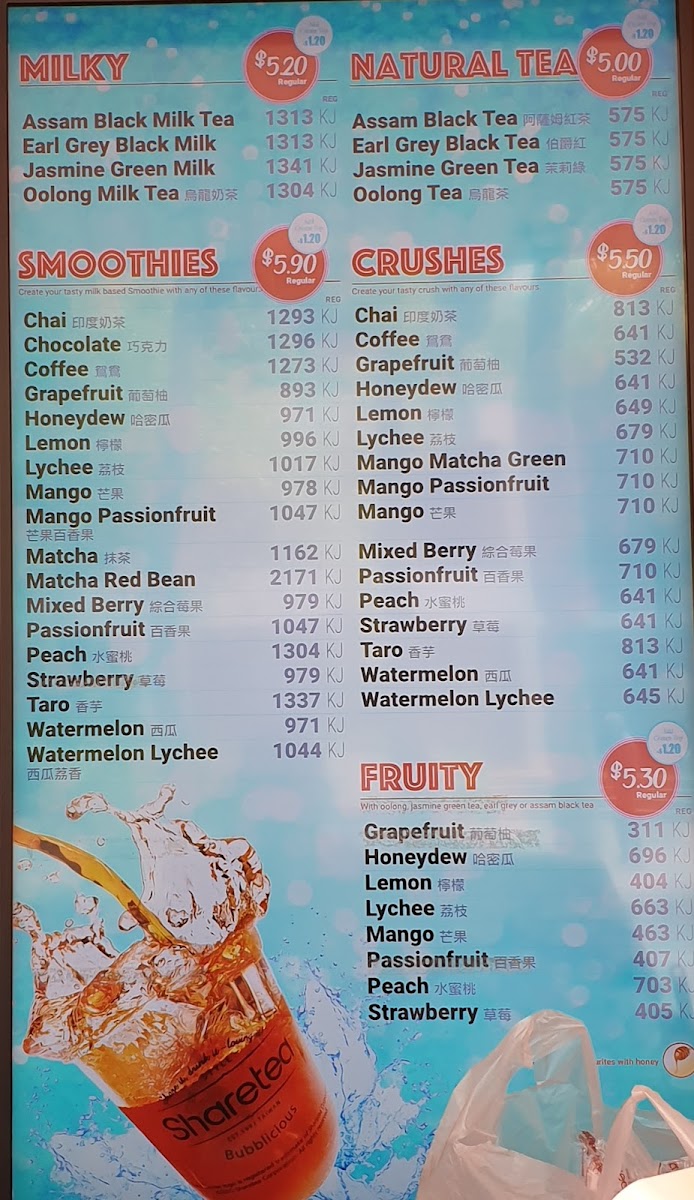 MILKY
$5.20
Regular
$1.20
REG
Assam Black Milk Tea 1313 KJ
Earl Grey Black Milk 1313 KJ
Jasmine Green Milk 1341 KJ
Oolong Milk Tea 烏龍奶茶 1304 KJ
NATURAL TEA
$5.00
Regular
$1.20
REG
Assam Black Tea 阿薩姆紅茶 575 KJ
Earl Grey Black Tea 伯爵紅 575 KJ
Jasmine Green Tea 茉莉綠 575 KJ
Oolong Tea 烏龍茶 575 KJ
SMOOTHIES
$5.90
Regular
$1.20
Create your tasty milk based Smoothie with any of these flavours
REG
Chai 印度奶茶 1293 KJ
Chocolate 巧克力 1296 KJ
Coffee 鴛鴦 1273 KJ
Grapefruit 葡萄柚 893 KJ
Honeydew 哈密瓜 971 KJ
Lemon 檸檬 996 KJ
Lychee 荔枝 1017 KJ
Mango 芒果 978 KJ
Mango Passionfruit 1047 KJ
芒果百香果
Matcha 抹茶 1162 KJ
Matcha Red Bean 2171 KJ
Mixed Berry 綜合莓果 979 KJ
Passionfruit 百香果 1047 KJ
Peach 水蜜桃 1304 KJ
Strawberry 草莓 979 KJ
Taro 香芋 1337 KJ
Watermelon 西瓜 971 KJ
Watermelon Lychee 1044 KJ
西瓜荔香
CRUSHES
$5.50
Regular
$1.20
Create your tasty crush with any of these flavours
REG
Chai 印度奶茶 813 KJ
Coffee 鴛鴦 641 KJ
Grapefruit 葡萄柚 532 KJ
Honeydew 哈密瓜 641 KJ
Lemon 檸檬 649 KJ
Lychee 荔枝 679 KJ
Mango Matcha Green 710 KJ
Mango Passionfruit 710 KJ
Mango 芒果 710 KJ
Mixed Berry 綜合莓果 679 KJ
Passionfruit 百香果 710 KJ
Peach 水蜜桃 641 KJ
Strawberry 草莓 641 KJ
Taro 香芋 813 KJ
Watermelon 西瓜 641 KJ
Watermelon Lychee 645 KJ
FRUITY
$5.30
Regular
$1.20
With oolong, jasmine green tea, earl grey or assam black tea
REG
Grapefruit 葡萄柚 311 KJ
Honeydew 哈密瓜 696 KJ
Lemon 檸檬 404 KJ
Lychee 荔枝 663 KJ
Mango 芒果 463 KJ
Passionfruit 百香果 407 KJ
Peach 水蜜桃 703 KJ
Strawberry 草莓 405 KJ
with honey
Sharetea
Bubblicious